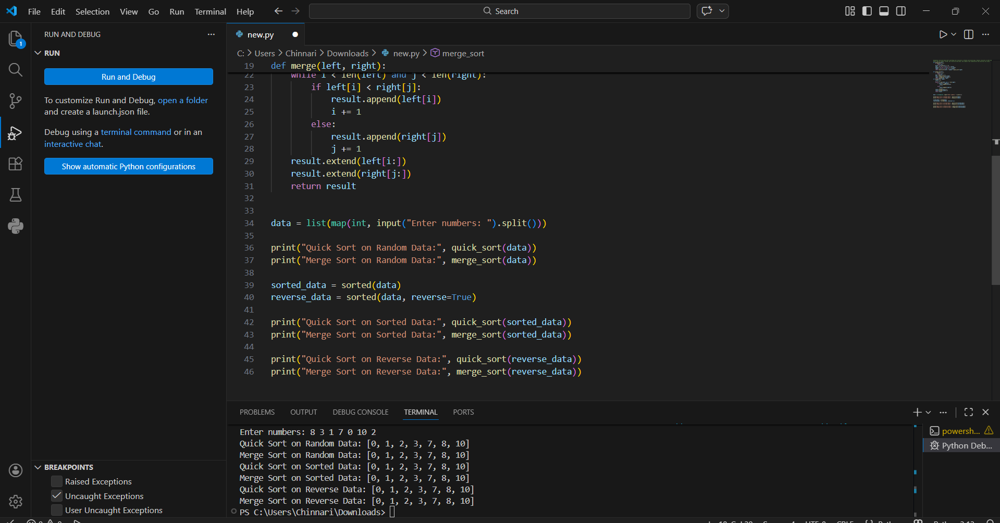 File Edit Selection View Go Run Terminal Help
Search
RUN AND DEBUG
new.py
1
RUN
C: > Users > Chinnari > Downloads > new.py > merge_sort
Run and Debug
To customize Run and Debug, open a folder
and create a launch.json file.
Debug using a terminal command or in an
interactive chat.
Show automatic Python configurations
19 def merge(left, right):
22     while i < len(left) and j < len(right):
23         if left[i] < right[j]:
24             result.append(left[i])
25             i += 1
26         else:
27             result.append(right[j])
28             j += 1
29     result.extend(left[i:])
30     result.extend(right[j:])
31     return result
32
33
34 data = list(map(int, input("Enter numbers: ").split()))
35
36 print("Quick Sort on Random Data:", quick_sort(data))
37 print("Merge Sort on Random Data:", merge_sort(data))
38
39 sorted_data = sorted(data)
40 reverse_data = sorted(data, reverse=True)
41
42 print("Quick Sort on Sorted Data:", quick_sort(sorted_data))
43 print("Merge Sort on Sorted Data:", merge_sort(sorted_data))
44
45 print("Quick Sort on Reverse Data:", quick_sort(reverse_data))
46 print("Merge Sort on Reverse Data:", merge_sort(reverse_data))
PROBLEMS OUTPUT DEBUG CONSOLE TERMINAL PORTS
Enter numbers: 8 3 1 7 0 10 2
Quick Sort on Random Data: [0, 1, 2, 3, 7, 8, 10]
Merge Sort on Random Data: [0, 1, 2, 3, 7, 8, 10]
Quick Sort on Sorted Data: [0, 1, 2, 3, 7, 8, 10]
Merge Sort on Sorted Data: [0, 1, 2, 3, 7, 8, 10]
Quick Sort on Reverse Data: [0, 1, 2, 3, 7, 8, 10]
Merge Sort on Reverse Data: [0, 1, 2, 3, 7, 8, 10]
PS C:\Users\Chinnari\Downloads>
powersh...
Python Deb...
BREAKPOINTS
Raised Exceptions
Uncaught Exceptions
User Uncaught Exceptions